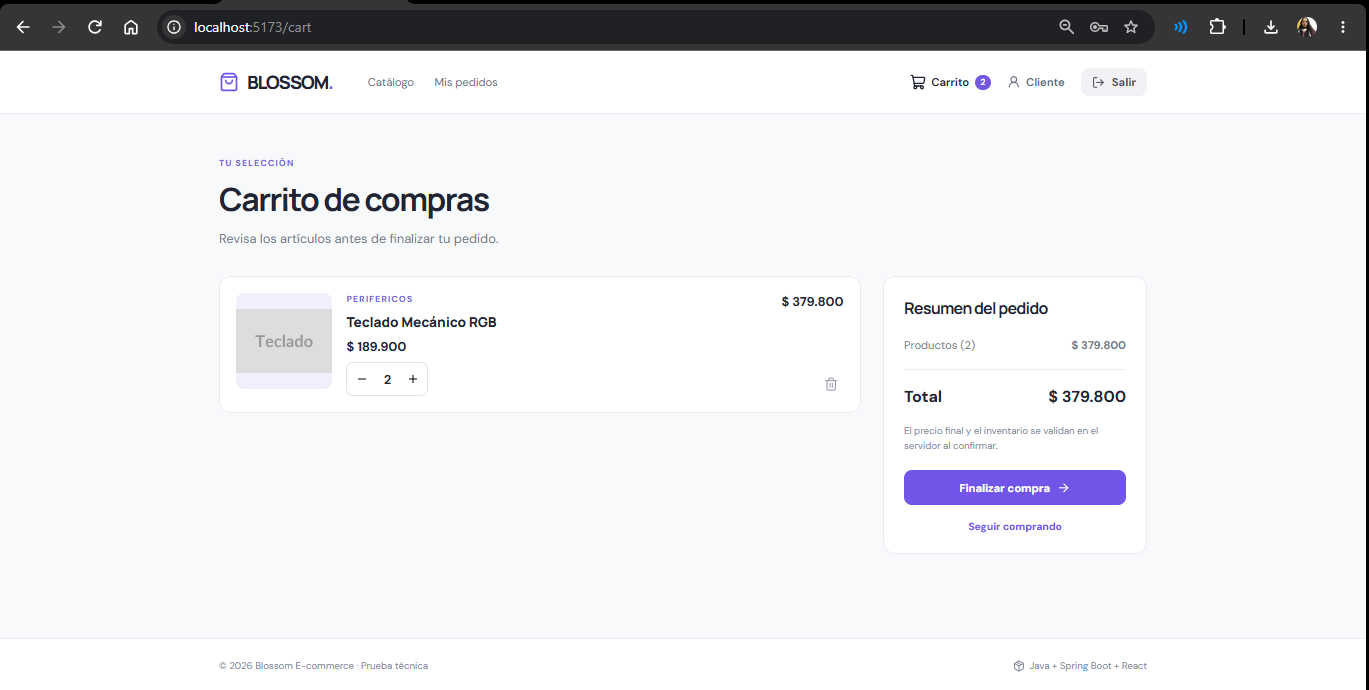 localhost:5173/cart
BLOSSOM.
Catálogo
Mis pedidos
Carrito 2
Cliente
Salir
TU SELECCIÓN
Carrito de compras
Revisa los artículos antes de finalizar tu pedido.
Teclado
PERIFERICOS
Teclado Mecánico RGB
$ 189.900
− 2 +
$ 379.800
Resumen del pedido
Productos (2) $ 379.800
Total $ 379.800
El precio final y el inventario se validan en el
servidor al confirmar.
Finalizar compra →
Seguir comprando
© 2026 Blossom E-commerce · Prueba técnica
Java + Spring Boot + React